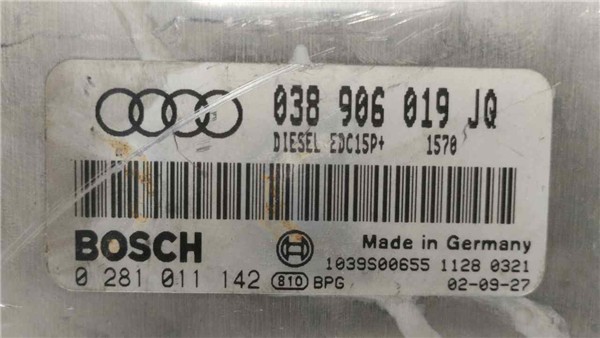 038 906 019 JQ
DIESEL EDC15P+ 1570
BOSCH
Made in Germany
1039S00655 1128 0321
0 281 011 142 810 BPG 02-09-27